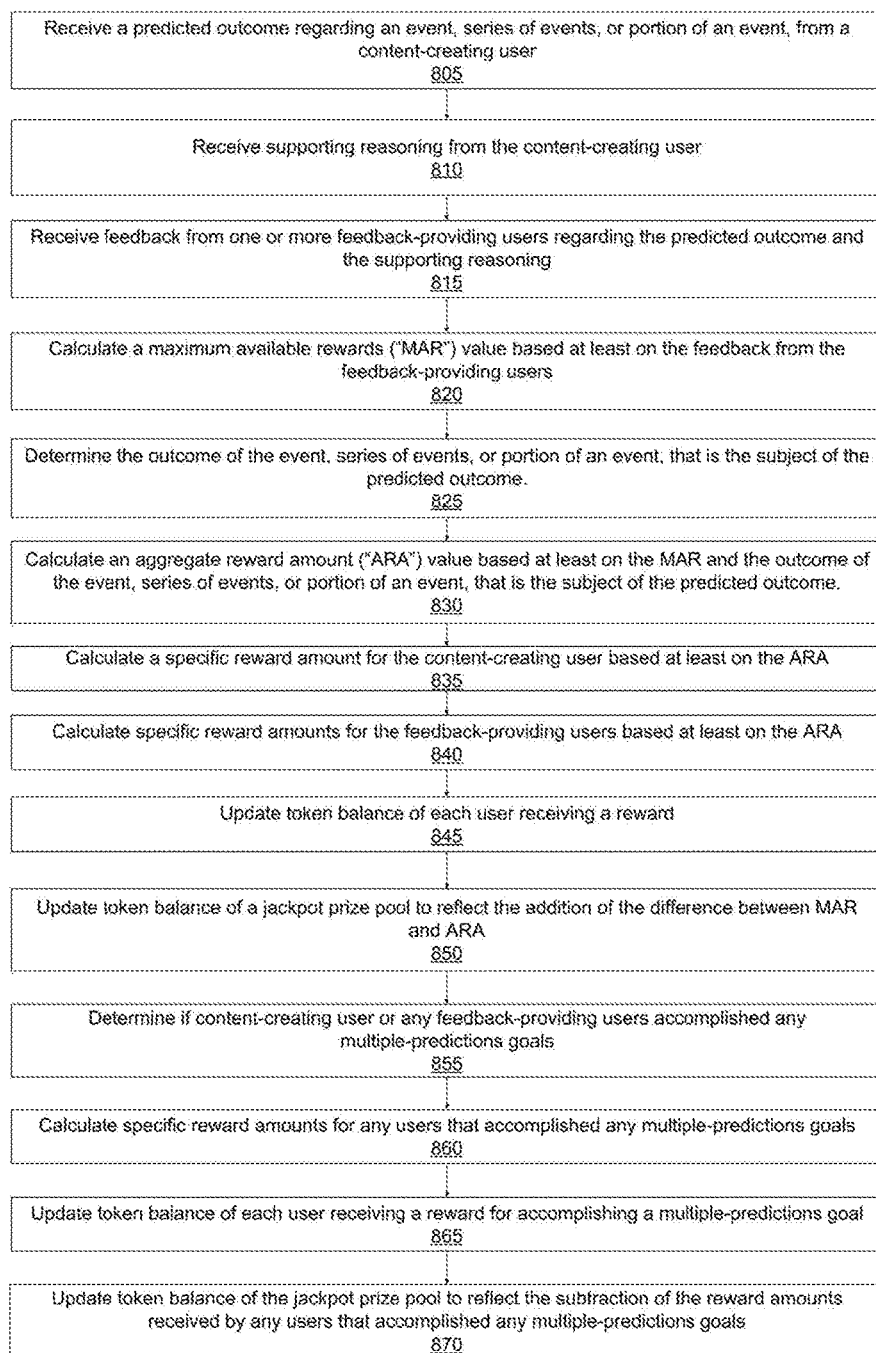 Receive a predicted outcome regarding an event, series of events, or portion of an event, from a
content-creating user
805
Receive supporting reasoning from the content-creating user
810
Receive feedback from one or more feedback-providing users regarding the predicted outcome and
the supporting reasoning
815
Calculate a maximum available rewards ("MAR") value based at least on the feedback from the
feedback-providing users
820
Determine the outcome of the event, series of events, or portion of an event, that is the subject of the
predicted outcome.
825
Calculate an aggregate reward amount ("ARA") value based at least on the MAR and the outcome of
the event, series of events, or portion of an event, that is the subject of the predicted outcome.
830
Calculate a specific reward amount for the content-creating user based at least on the ARA
835
Calculate specific reward amounts for the feedback-providing users based at least on the ARA
840
Update token balance of each user receiving a reward
845
Update token balance of a jackpot prize pool to reflect the addition of the difference between MAR
and ARA
850
Determine if content-creating user or any feedback-providing users accomplished any
multiple-predictions goals
855
Calculate specific reward amounts for any users that accomplished any multiple-predictions goals
860
Update token balance of each user receiving a reward for accomplishing a multiple-predictions goal
865
Update token balance of the jackpot prize pool to reflect the subtraction of the reward amounts
received by any users that accomplished any multiple-predictions goals
870